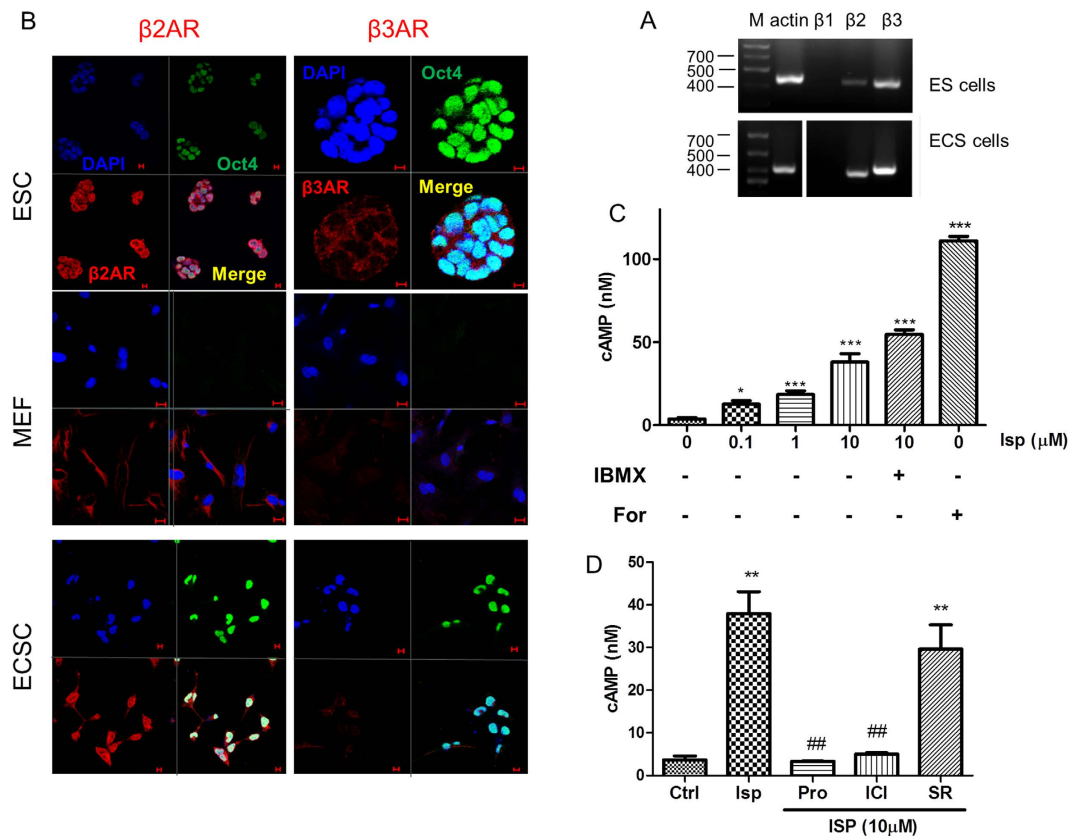 B
β2AR
β3AR
ESC
DAPI
Oct4
β2AR
Merge
DAPI
Oct4
β3AR
Merge
MEF
ECSC
A
M actin β1 β2 β3
700
500
400
ES cells
700
500
400
ECS cells
C
cAMP (nM)
100
50
0
*
***
***
***
***
0 0.1 1 10 10 0 Isp (μM)
IBMX - - - - + -
For - - - - - +
D
cAMP (nM)
50
40
30
20
10
0
**
##
##
**
Ctrl Isp Pro ICI SR
ISP (10μM)